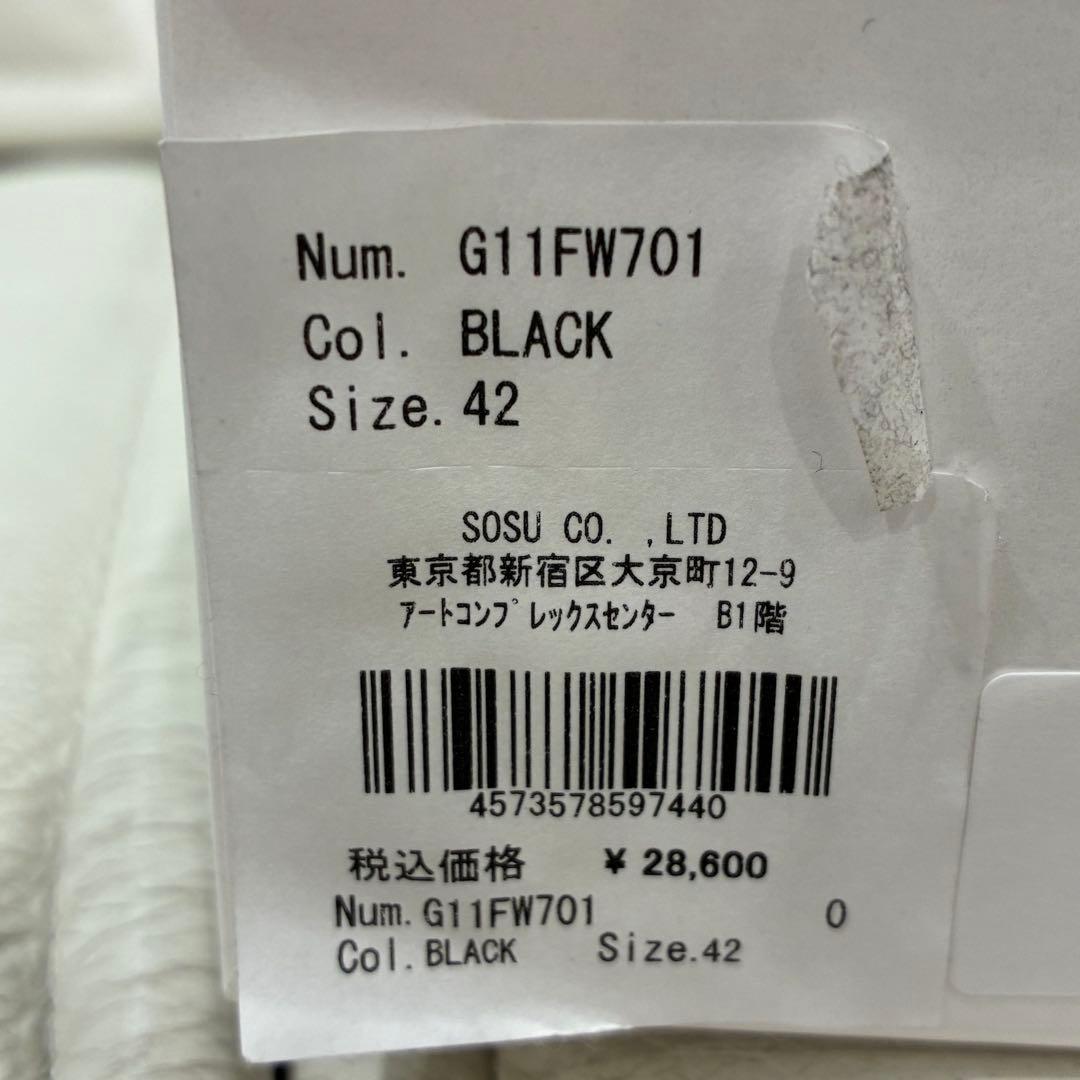 Num. G11FW701
Col. BLACK
Size. 42
SOSU CO. ,LTD
東京都新宿区大京町12-9
ｱｰﾄｺﾝﾌﾟﾚｯｸｽｾﾝﾀｰ B1階
4573578597440
税込価格 ¥ 28,600
Num. G11FW701 0
Col. BLACK Size.42